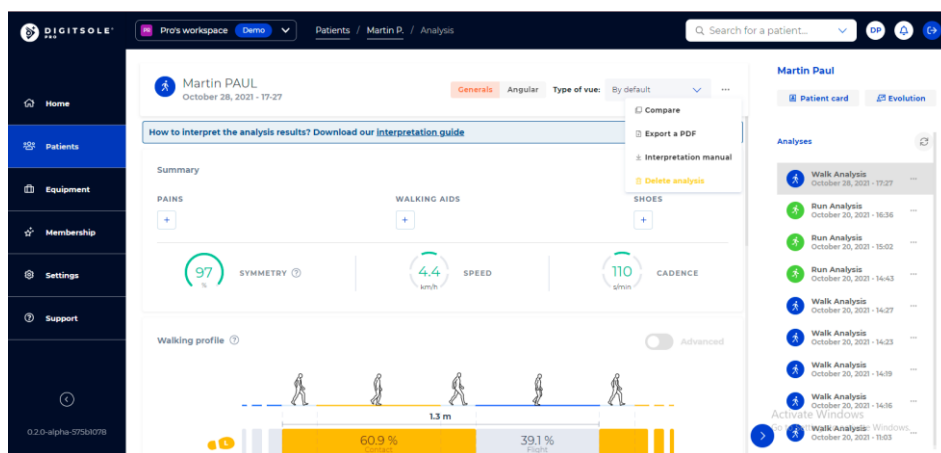 DIGITSOLE®
PRO
PR Pro's workspace Demo
Patients / Martin P. / Analysis
Search for a patient...
DP
Home
Patients
Equipment
Membership
Settings
Support
0.2.0-alpha-575b1078
Martin PAUL
October 28, 2021 - 17-27
Generals Angular Type of vue: By default
Compare
Export a PDF
Interpretation manual
Delete analysis
How to interpret the analysis results? Download our interpretation guide
Summary
PAINS WALKING AIDS SHOES
+ + +
97 % SYMMETRY ?
4.4 km/h SPEED
110 s/min CADENCE
Walking profile ? Advanced
1.3 m
L 60.9 % 39.1 %
Contact Flight
Martin Paul
Patient card Evolution
Analyses
Walk Analysis
October 28, 2021 - 17:27
Run Analysis
October 20, 2021 - 16:36
Run Analysis
October 20, 2021 - 15:02
Run Analysis
October 20, 2021 - 14:43
Walk Analysis
October 20, 2021 - 14:27
Walk Analysis
October 20, 2021 - 14:23
Walk Analysis
October 20, 2021 - 14:19
Walk Analysis
October 20, 2021 - 14:16
Walk Analysis
October 20, 2021 - 11:03
Activate Windows
Go to Windows.